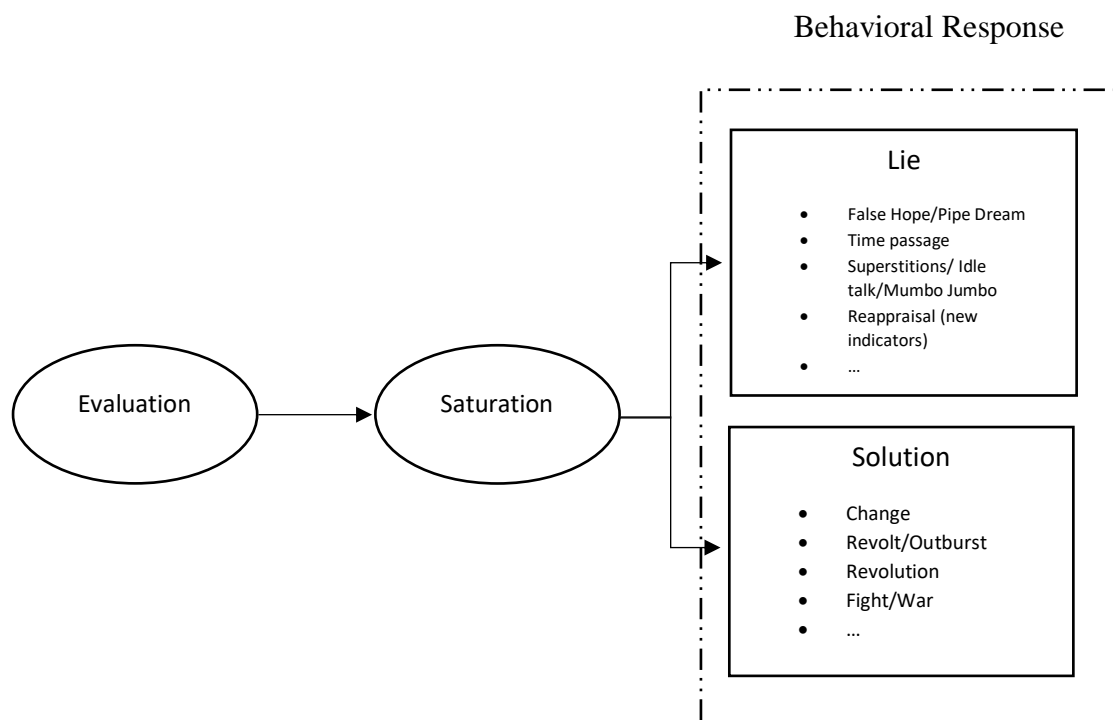 Behavioral Response
Lie
• False Hope/Pipe Dream
• Time passage
• Superstitions/ Idle
talk/Mumbo Jumbo
• Reappraisal (new
indicators)
• …
Evaluation
Saturation
Solution
• Change
• Revolt/Outburst
• Revolution
• Fight/War
• …